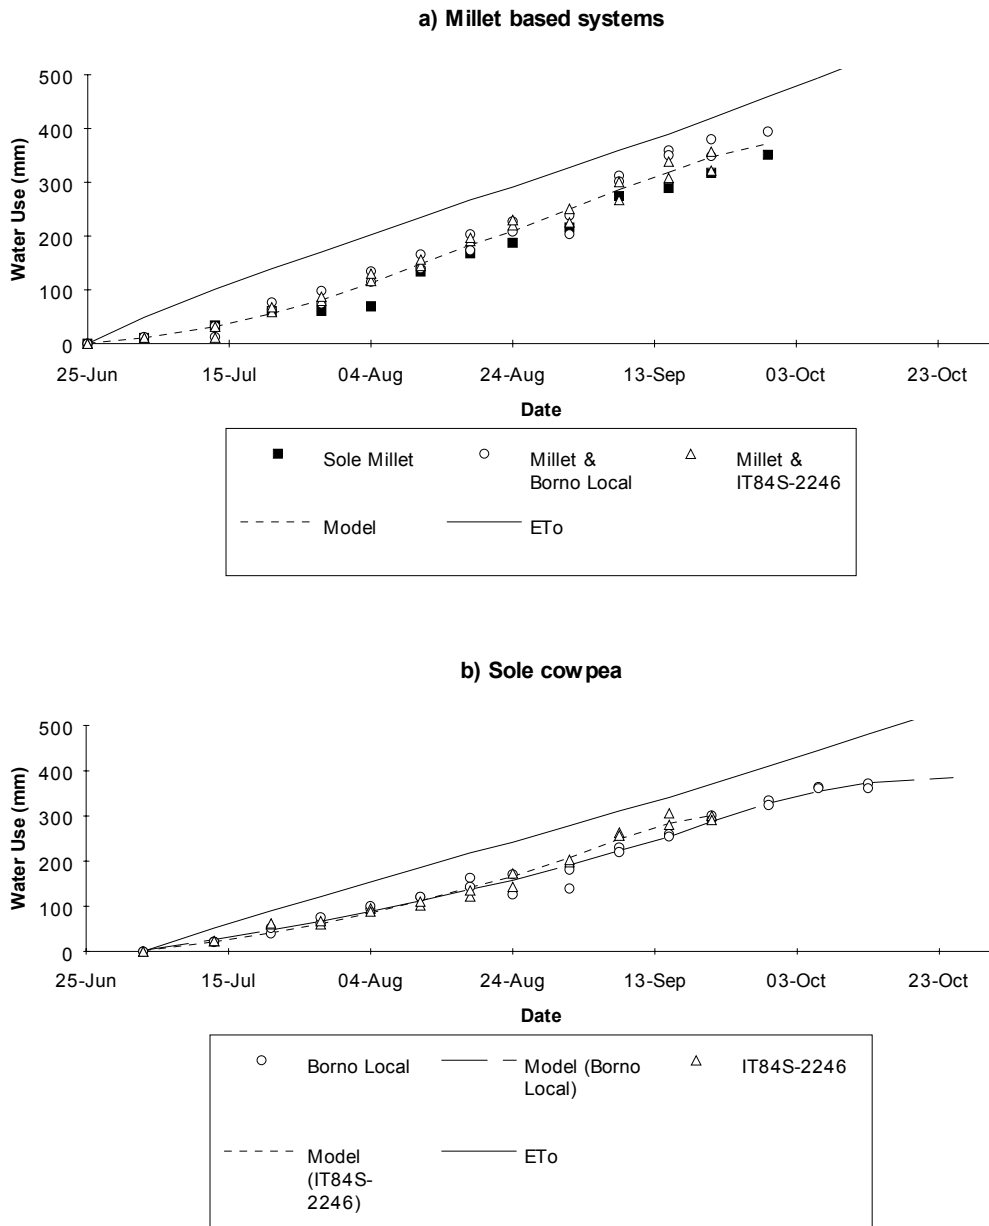 a) Millet based systems
500
400
300
200
100
0
Water Use (mm)
25-Jun 15-Jul 04-Aug 24-Aug 13-Sep 03-Oct 23-Oct
Date
Sole Millet
Millet &
Borno Local
Millet &
IT84S-2246
Model
ETo
b) Sole cowpea
500
400
300
200
100
0
Water Use (mm)
25-Jun 15-Jul 04-Aug 24-Aug 13-Sep 03-Oct 23-Oct
Date
Borno Local
Model (Borno
Local)
IT84S-2246
Model
(IT84S-
2246)
ETo